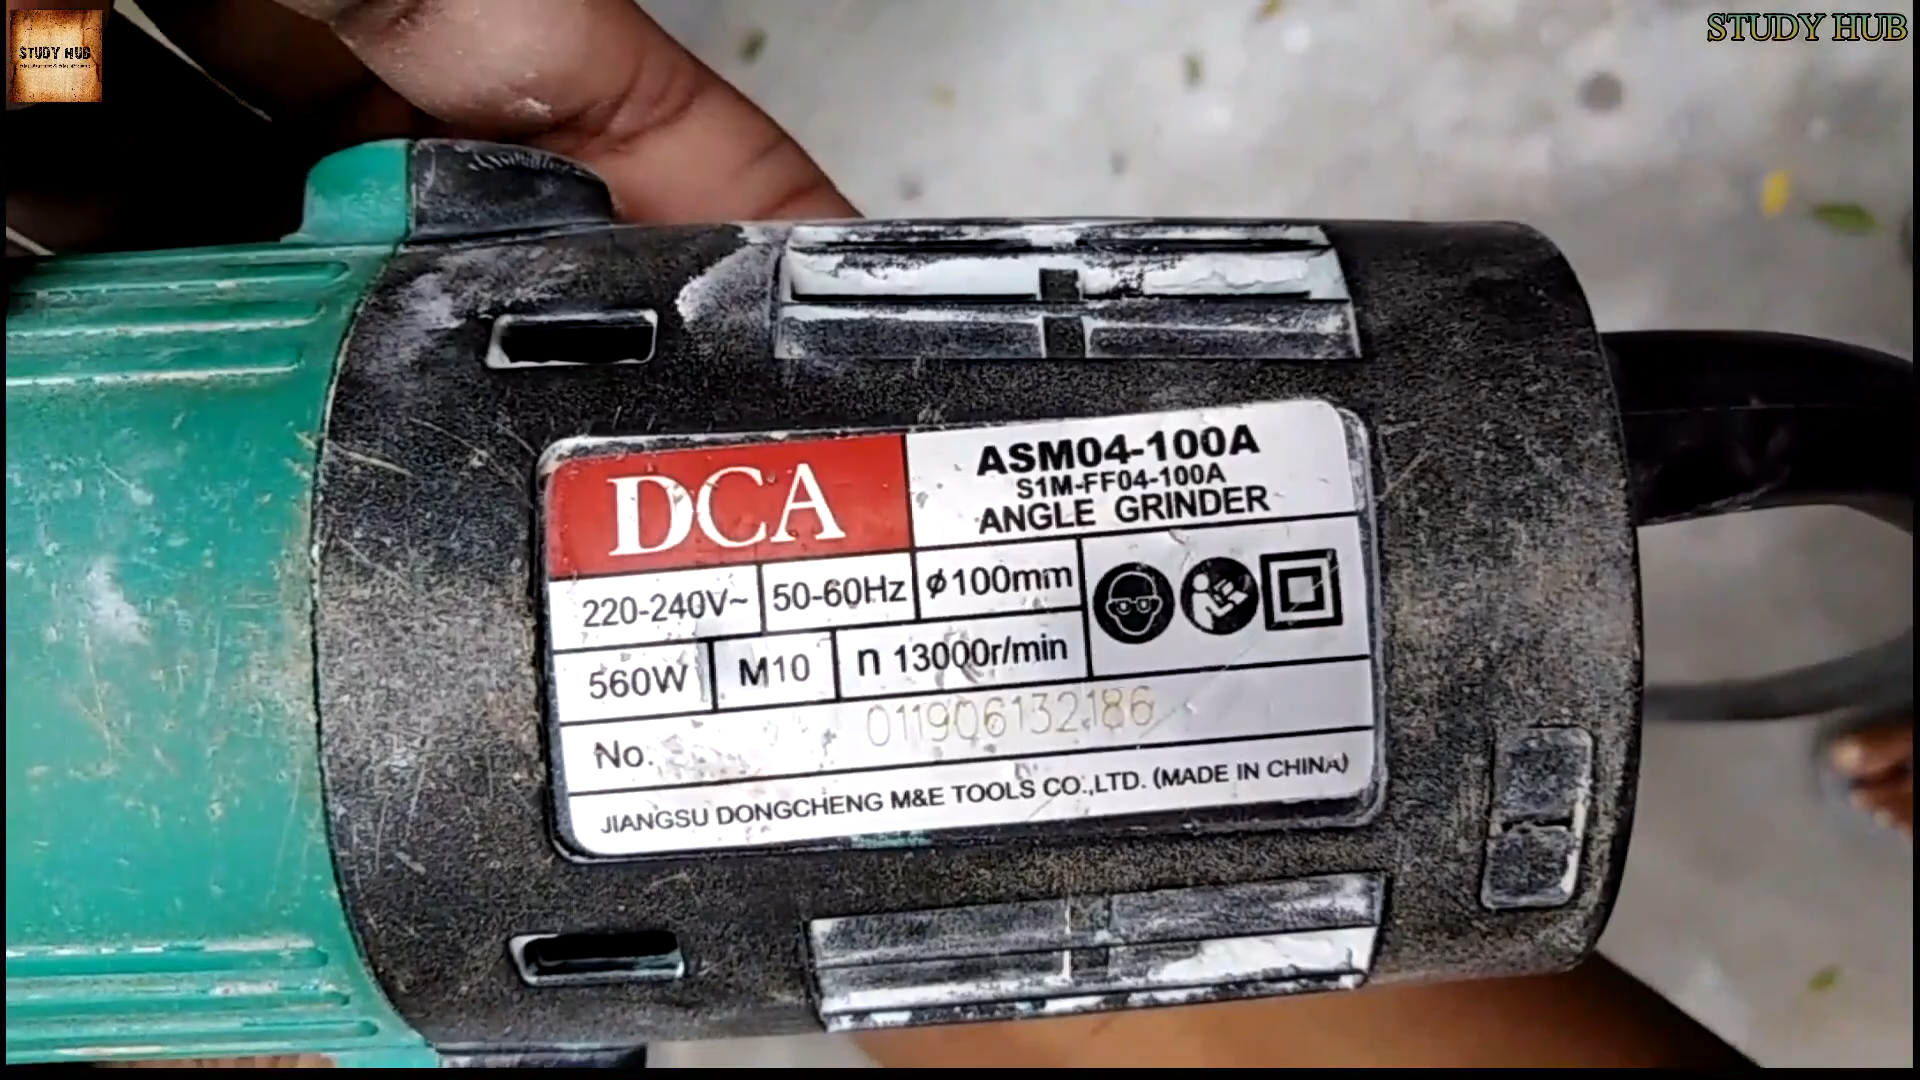 STUDY HUB
STUDY HUB
DCA
ASM04-100A
S1M-FF04-100A
ANGLE GRINDER
220-240V~ 50-60Hz ϕ100mm
560W M10 n 13000r/min
No. 011906132186
JIANGSU DONGCHENG M&E TOOLS CO.,LTD. (MADE IN CHINA)